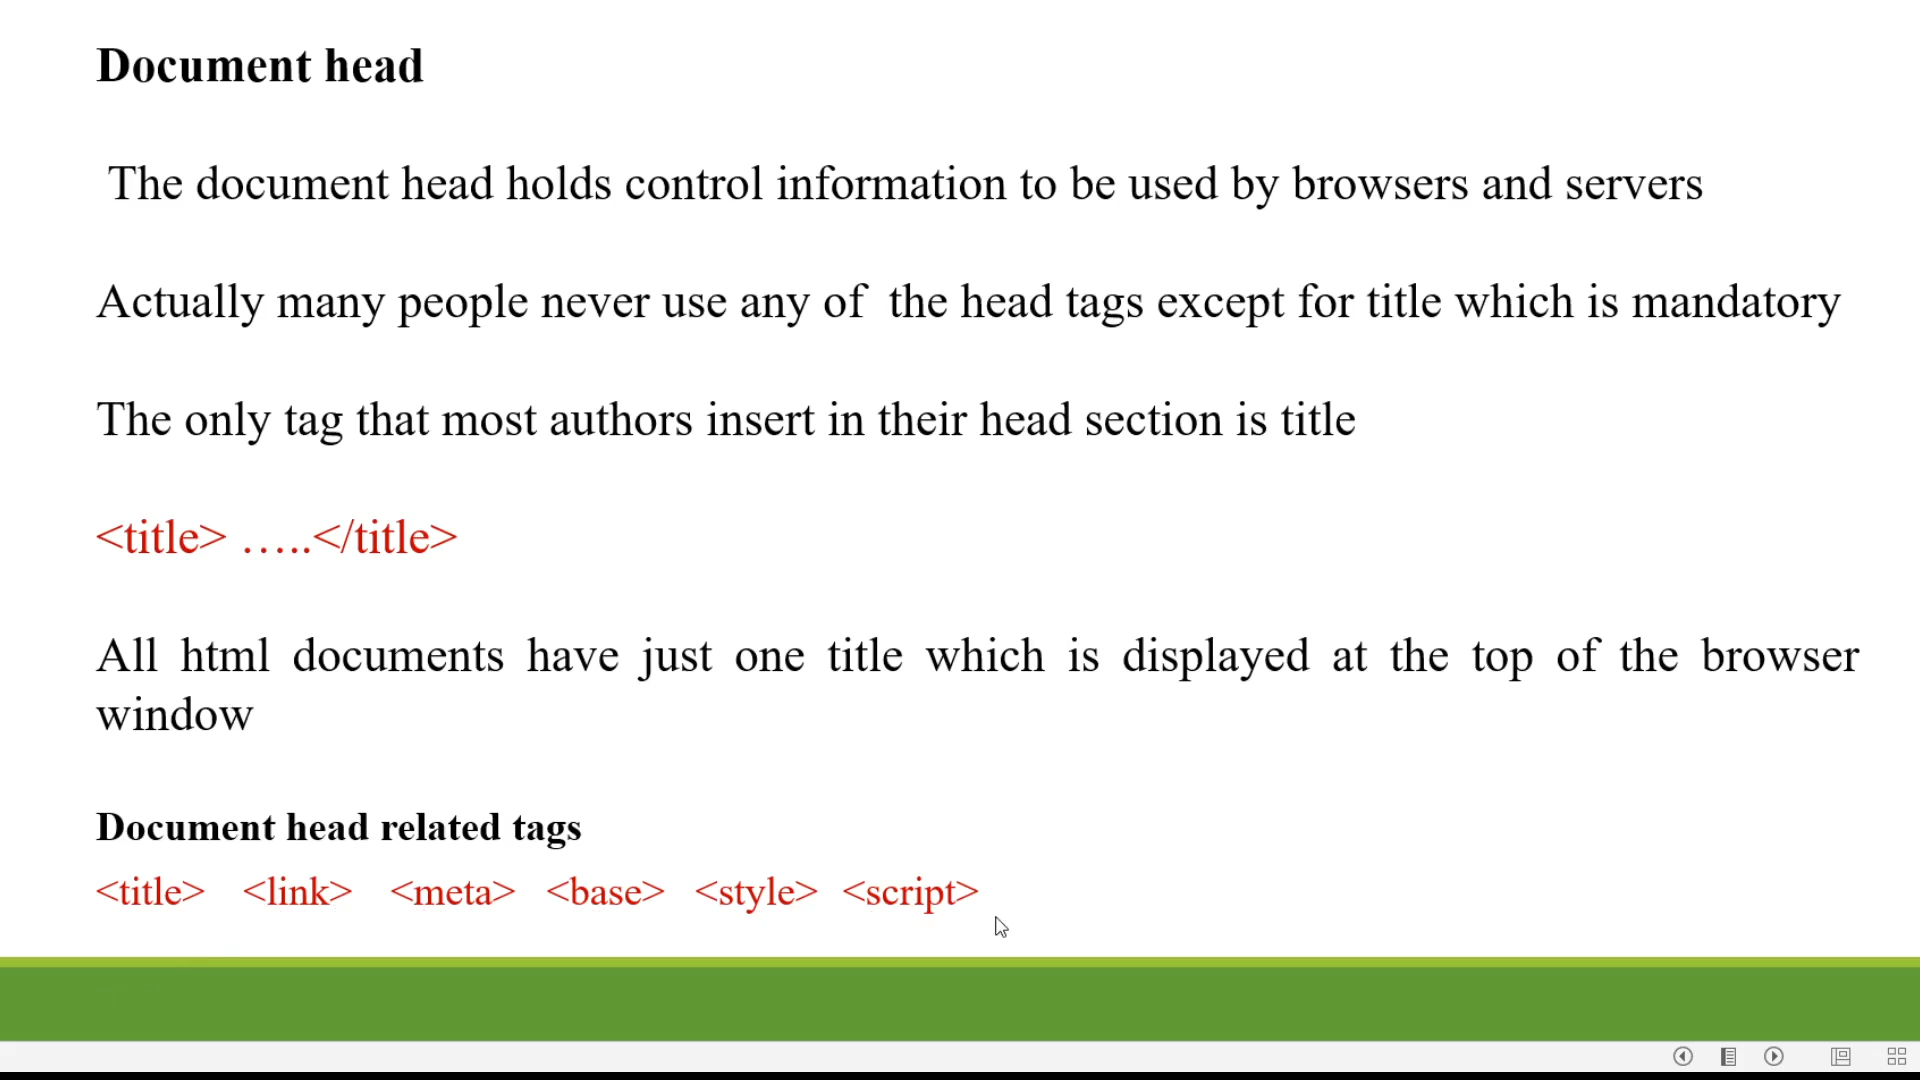 Document head
The document head holds control information to be used by browsers and servers
Actually many people never use any of the head tags except for title which is mandatory
The only tag that most authors insert in their head section is title
<title> …..</title>
All html documents have just one title which is displayed at the top of the browser
window
Document head related tags
<title> <link> <meta> <base> <style> <script>